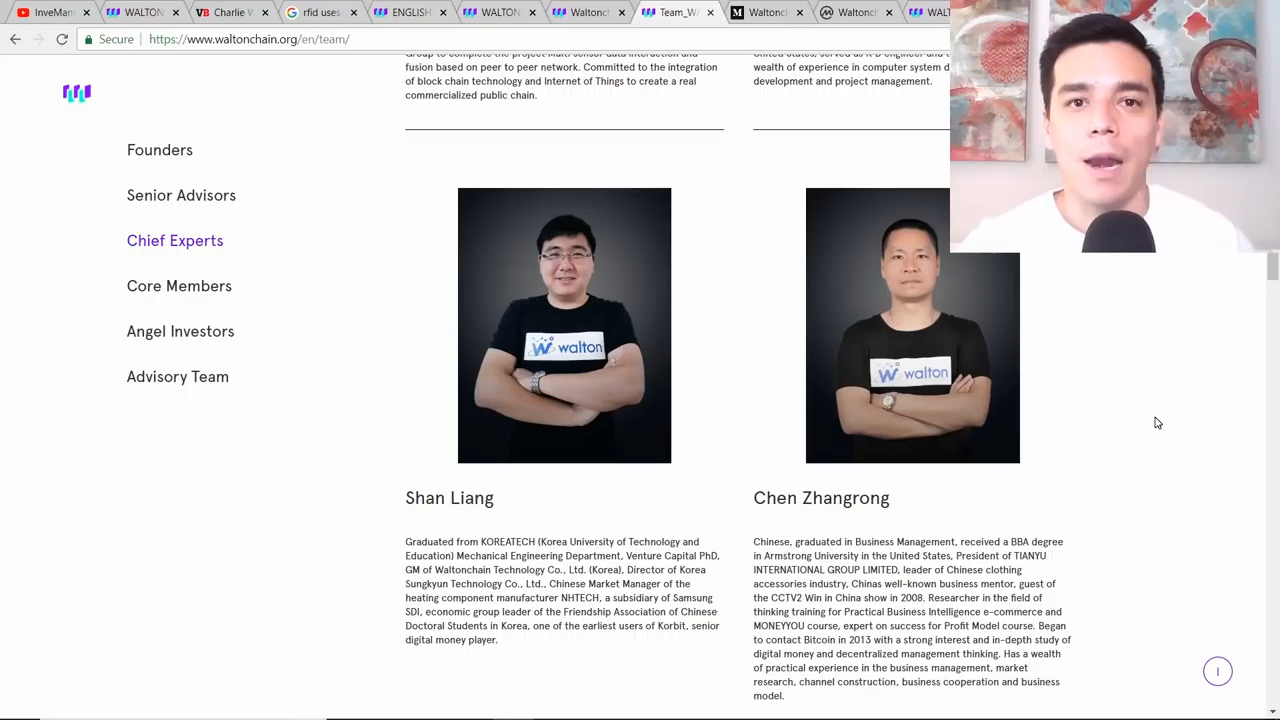 InveMan
WALTON
Charlie V
rfid uses
ENGLISH
WALTON
Waltonch
Team_W
Waltonc
Waltonch
WAL
Secure
https://www.waltonchain.org/en/team/
Group to complete the project Multi-sensor data interaction and
fusion based on peer to peer network. Committed to the integration
of block chain technology and Internet of Things to create a real
commercialized public chain.
United States, served as R D engineer and
wealth of experience in computer system d
development and project management.
Founders
Senior Advisors
Chief Experts
Core Members
Angel Investors
Advisory Team
W walton
W walton
Shan Liang
Graduated from KOREATECH (Korea University of Technology and
Education) Mechanical Engineering Department, Venture Capital PhD,
GM of Waltonchain Technology Co., Ltd. (Korea), Director of Korea
Sungkyun Technology Co., Ltd., Chinese Market Manager of the
heating component manufacturer NHTECH, a subsidiary of Samsung
SDI, economic group leader of the Friendship Association of Chinese
Doctoral Students in Korea, one of the earliest users of Korbit, senior
digital money player.
Chen Zhangrong
Chinese, graduated in Business Management, received a BBA degree
in Armstrong University in the United States, President of TIANYU
INTERNATIONAL GROUP LIMITED, leader of Chinese clothing
accessories industry, Chinas well-known business mentor, guest of
the CCTV2 Win in China show in 2008. Researcher in the field of
thinking training for Practical Business Intelligence e-commerce and
MONEYYOU course, expert on success for Profit Model course. Began
to contact Bitcoin in 2013 with a strong interest and in-depth study of
digital money and decentralized management thinking. Has a wealth
of practical experience in the business management, market
research, channel construction, business cooperation and business
model.